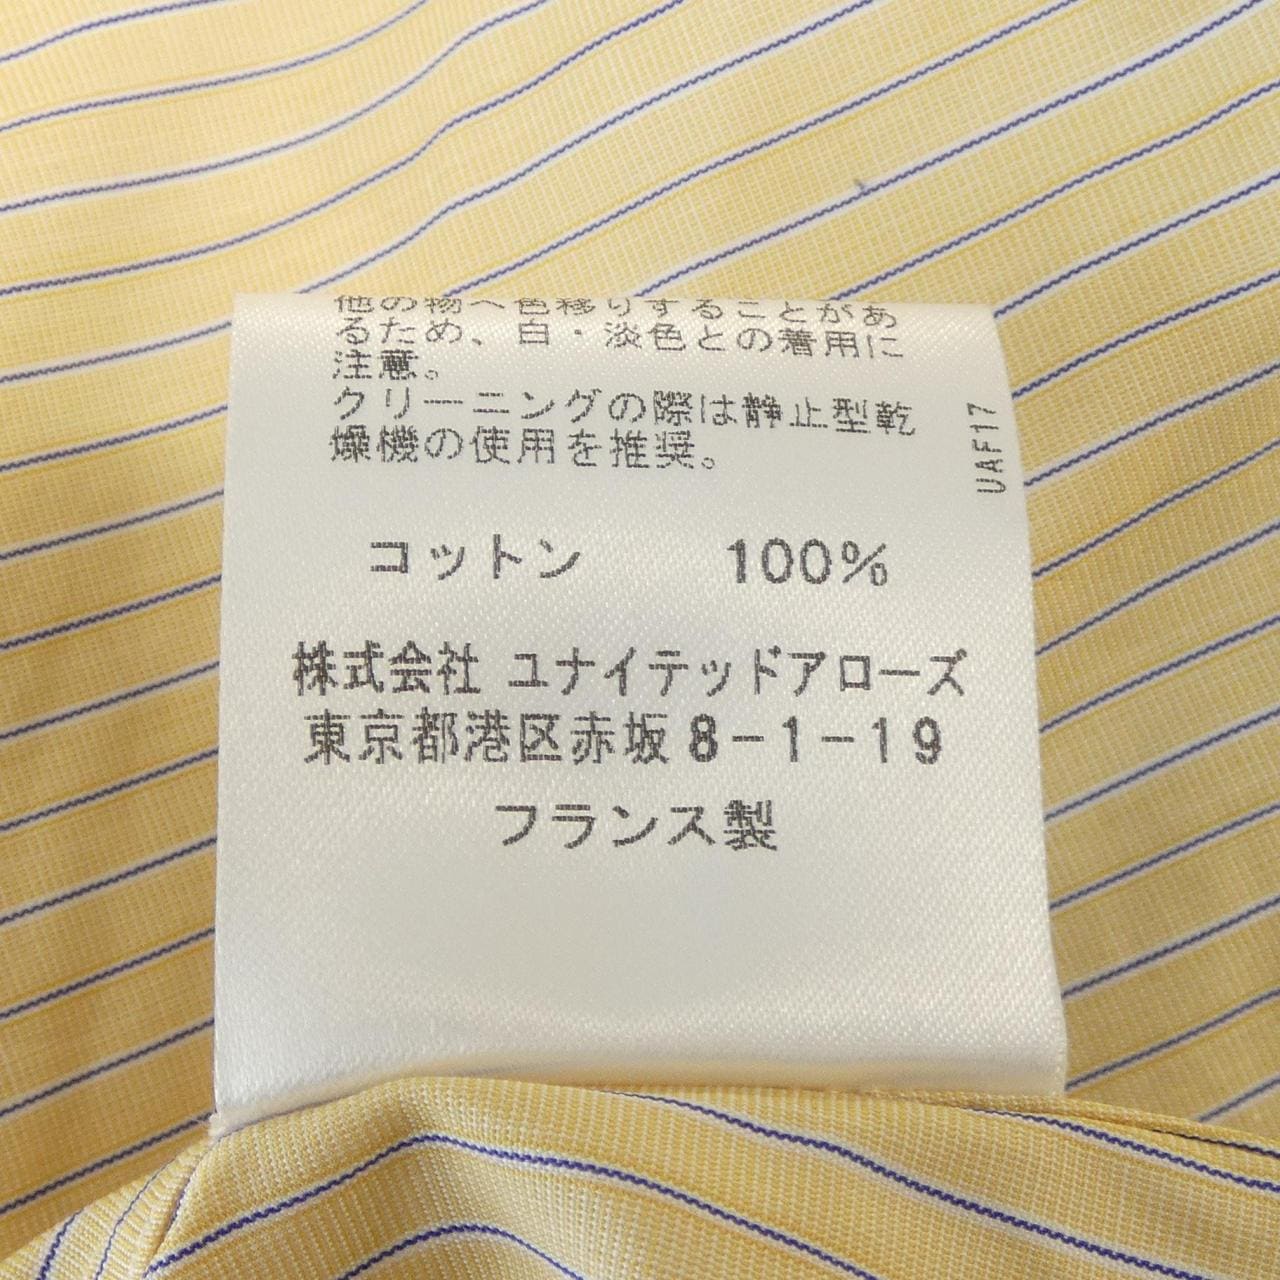 他の物へ色移りすることがあ
るため、白・淡色との着用に
注意。
クリーニングの際は静止型乾
燥機の使用を推奨。
UAF17
コットン 100%
株式会社 ユナイテッドアローズ
東京都港区赤坂8-1-19
フランス製